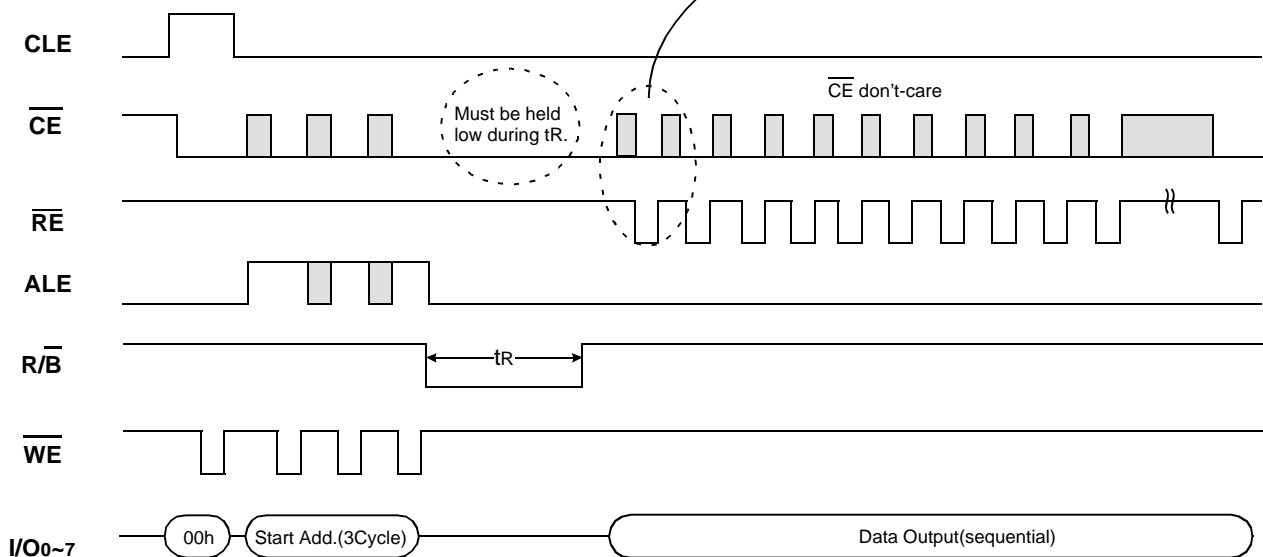 CLE
CE don't-care
CE
Must be held
low during tR.
RE
ALE
R/B
tR
WE
I/O0~7
00h
Start Add.(3Cycle)
Data Output(sequential)